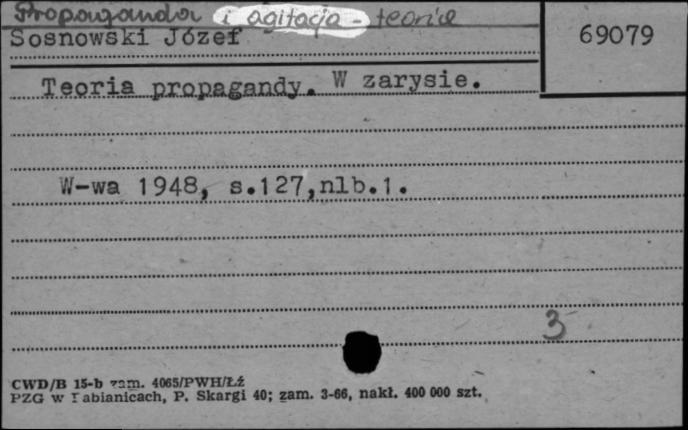 Propaganda i agitacja - teoria
Sosnowski Józef
69079
Teoria propagandy. W zarysie.
W-wa 1948, s.127,nlb.1.
3
CWD/B 15-b zam. 4065/PWH/Łź
PZG w Pabianicach, P. Skargi 40; zam. 3-66, nakł. 400 000 szt.